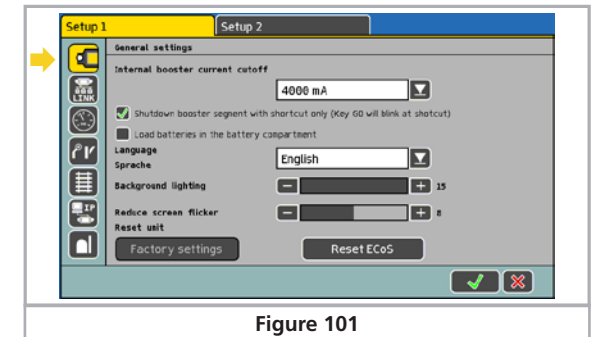 Setup 1
Setup 2
General settings
Internal booster current cutoff
4000 mA
Shutdown booster segment with shortcut only (Key GO will blink at shotcut)
Load batteries in the battery compartment
Language
Sprache
English
Background lighting
15
Reduce screen flicker
8
Reset unit
Factory settings
Reset ECoS
LINK
IP
Figure 101